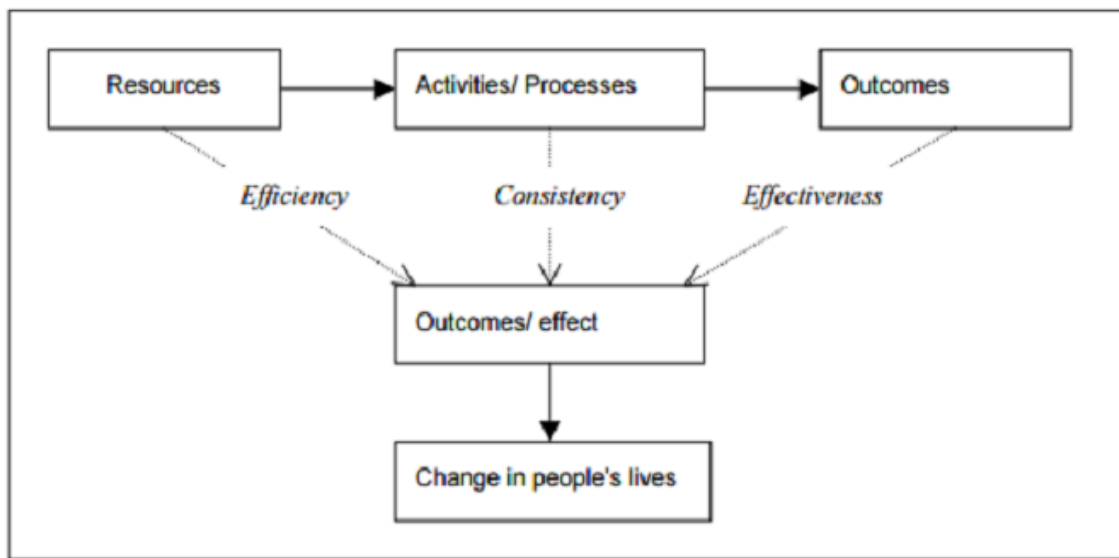 Resources
Activities/ Processes
Outcomes
Efficiency
Consistency
Effectiveness
Outcomes/ effect
Change in people's lives